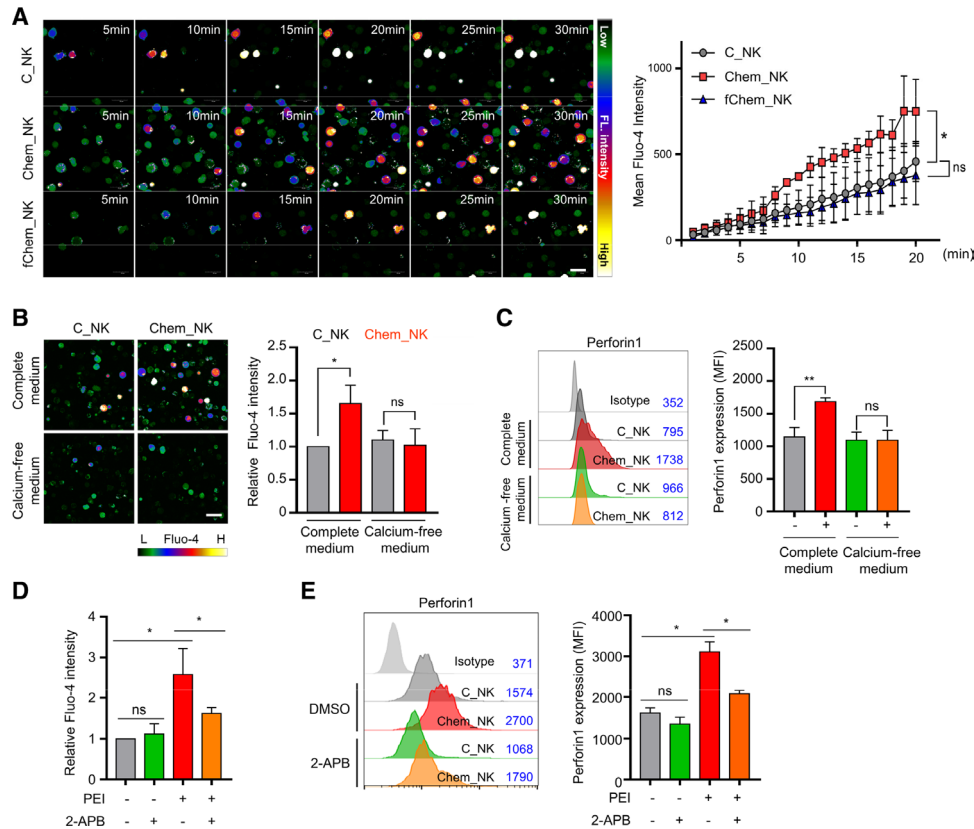 A
5min 10min 15min 20min 25min 30min
C_NK
5min 10min 15min 20min 25min 30min
Chem_NK
5min 10min 15min 20min 25min 30min
fChem_NK
Low
FL. intensity
High
Mean Fluo-4 Intensity
1000
500
0
5 10 15 20 (min)
C_NK
Chem_NK
fChem_NK
*
ns
B
C_NK Chem_NK
Complete medium
Calcium-free medium
L Fluo-4 H
C_NK Chem_NK
Relative Fluo-4 intensity
2.5
2.0
1.5
1.0
0.5
0
*
ns
Complete medium
Calcium-free medium
C
Perforin1
Isotype 352
Complete medium
C_NK 795
Chem_NK 1738
Calcium -free medium
C_NK 966
Chem_NK 812
Perforin1 expression (MFI)
2500
2000
1500
1000
500
0
**
ns
- + - +
Complete medium
Calcium-free medium
D
Relative Fluo-4 intensity
4
3
2
1
0
*
*
ns
PEI - - + +
2-APB - + - +
E
Perforin1
Isotype 371
DMSO
C_NK 1574
Chem_NK 2700
2-APB
C_NK 1068
Chem_NK 1790
Perforin1 expression (MFI)
4000
3000
2000
1000
0
*
*
ns
PEI - - + +
2-APB - + - +